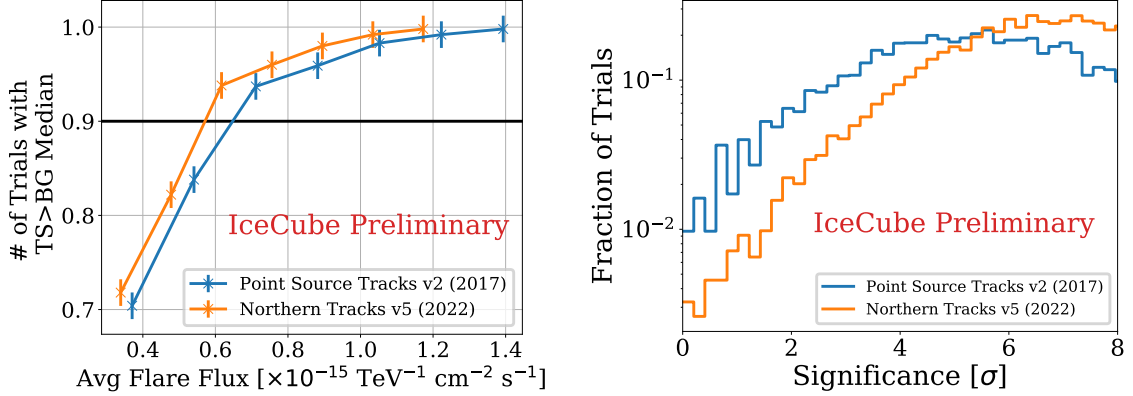 # of Trials with
TS>BG Median
1.0
0.9
0.8
0.7
IceCube Preliminary
Point Source Tracks v2 (2017)
Northern Tracks v5 (2022)
0.4 0.6 0.8 1.0 1.2 1.4
Avg Flare Flux [×10⁻¹⁵ TeV⁻¹ cm⁻² s⁻¹]
Fraction of Trials
10⁻¹
10⁻²
IceCube Preliminary
Point Source Tracks v2 (2017)
Northern Tracks v5 (2022)
0 2 4 6 8
Significance [σ]